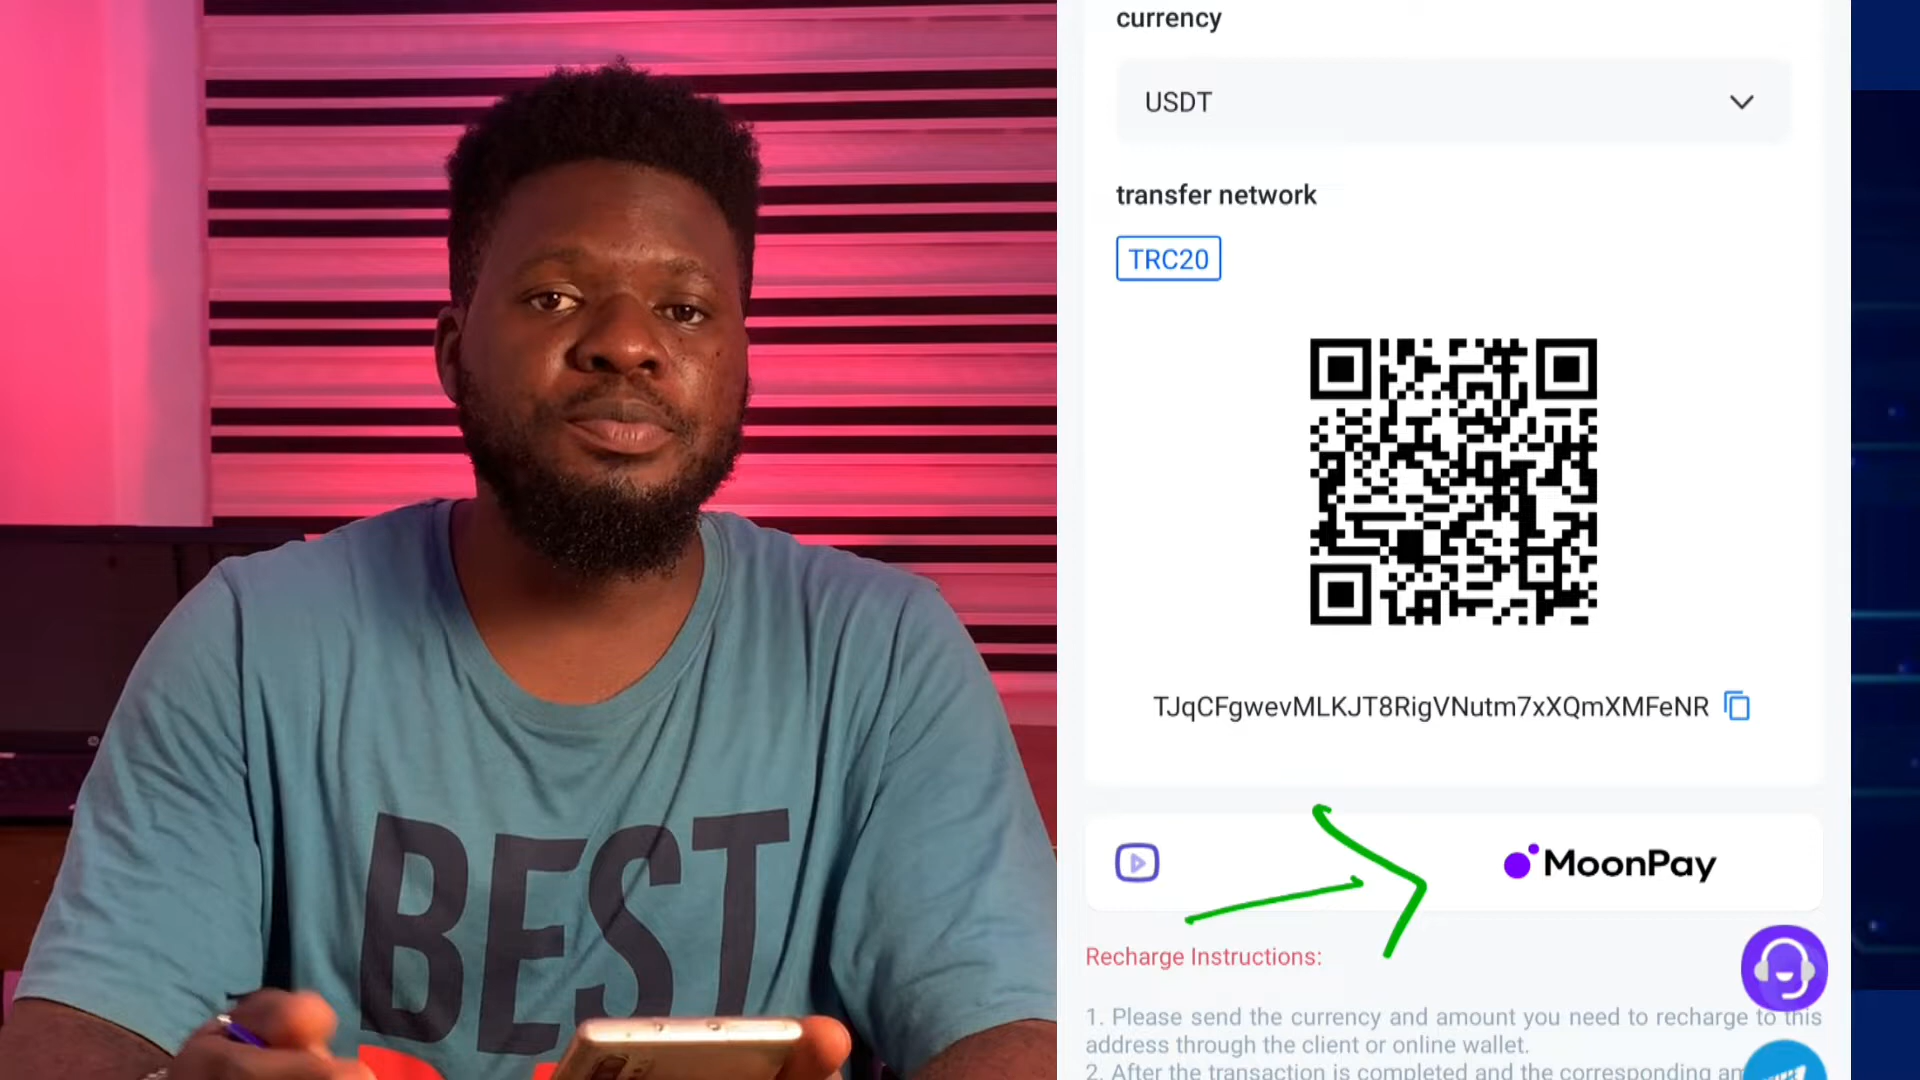 BEST
currency
USDT
transfer network
TRC20
TJqCFgwevMLKJT8RigVNutm7xXQmXMFeNR
MoonPay
Recharge Instructions:
1. Please send the currency and amount you need to recharge to this
address through the client or online wallet.
2. After the transaction is completed and the corresponding